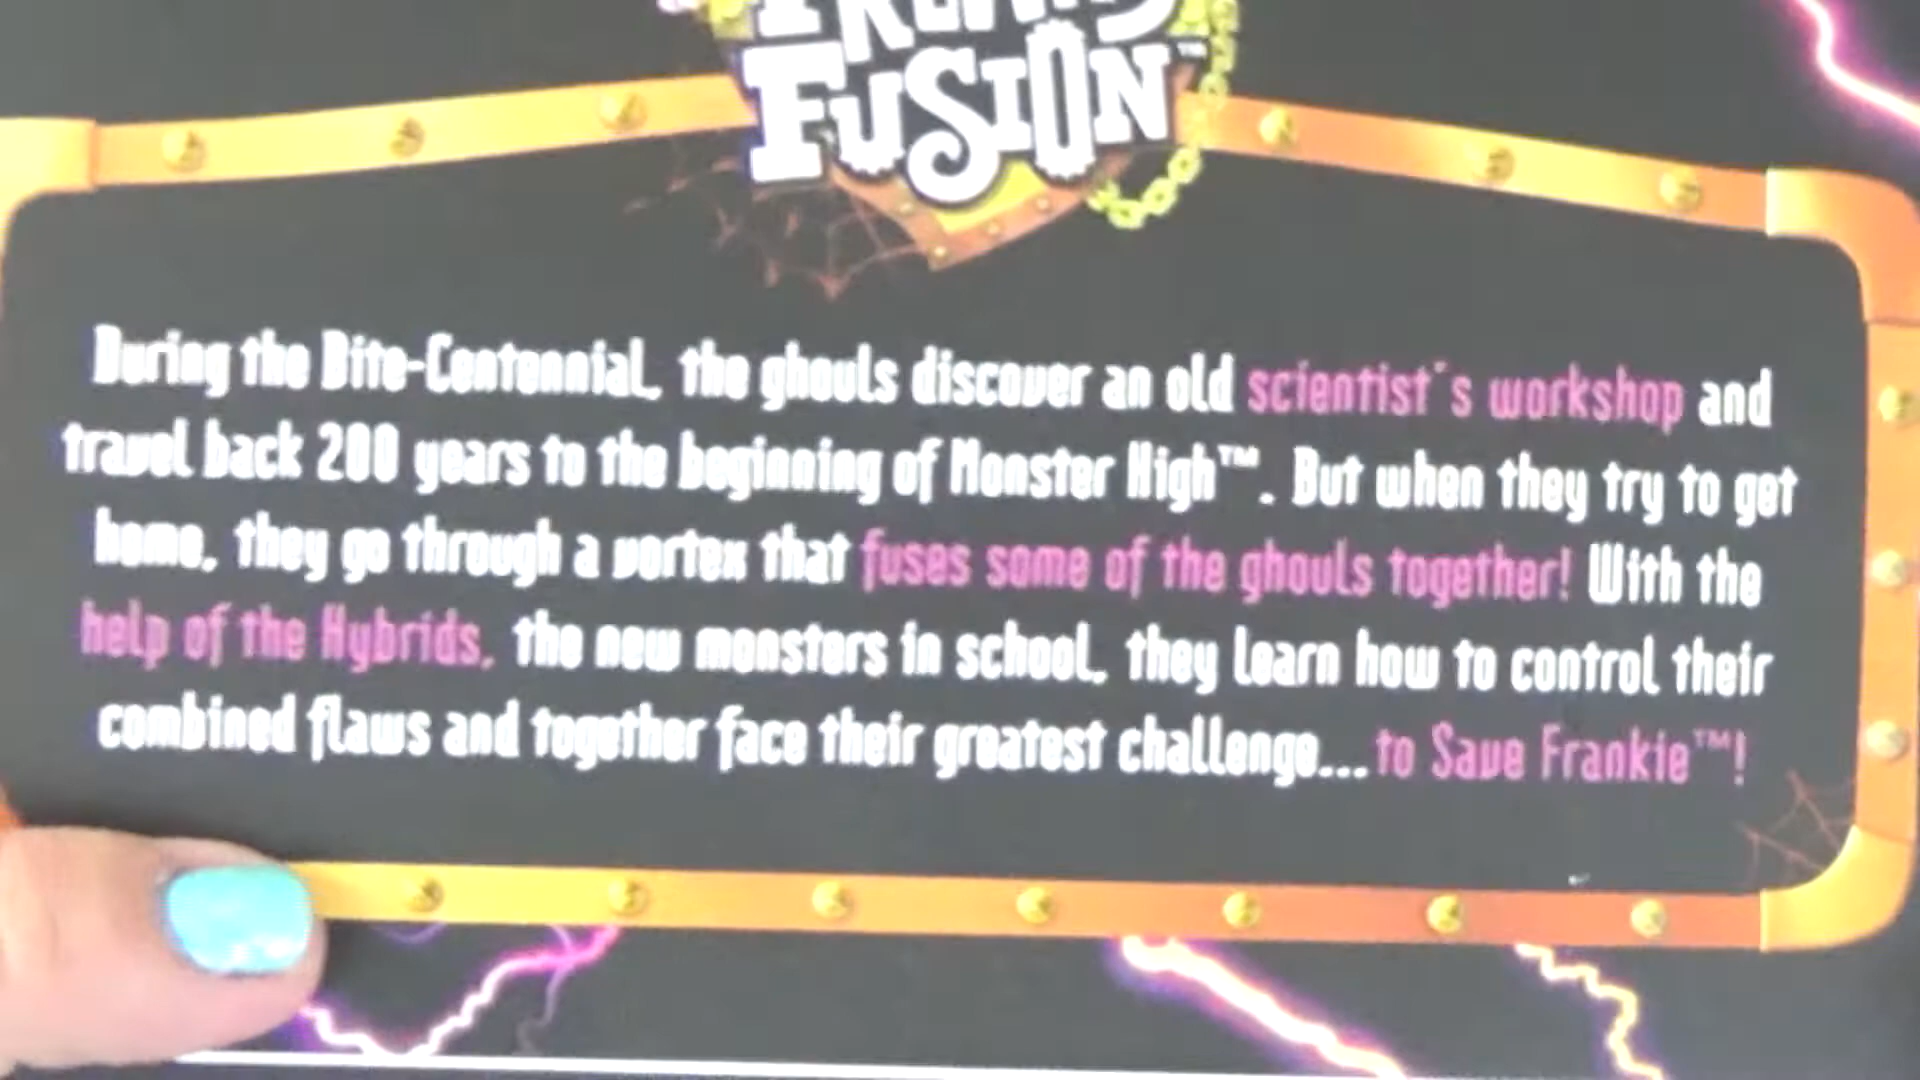 FUSION™
During the Bite-Centennial, the ghouls discover an old scientist's workshop and
travel back 200 years to the beginning of Monster High™. But when they try to get
home, they go through a vortex that fuses some of the ghouls together! With the
help of the Hybrids, the new monsters in school, they learn how to control their
combined flaws and together face their greatest challenge... to Save Frankie™!